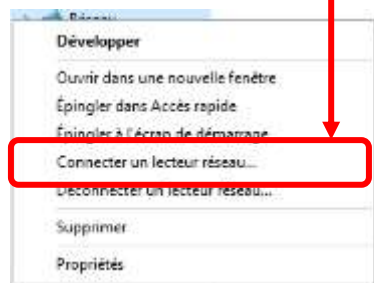 Réseau
Développer
Ouvrir dans une nouvelle fenêtre
Épingler dans Accès rapide
Épingler à l'écran de démarrage
Connecter un lecteur réseau...
Déconnecter un lecteur réseau...
Supprimer
Propriétés